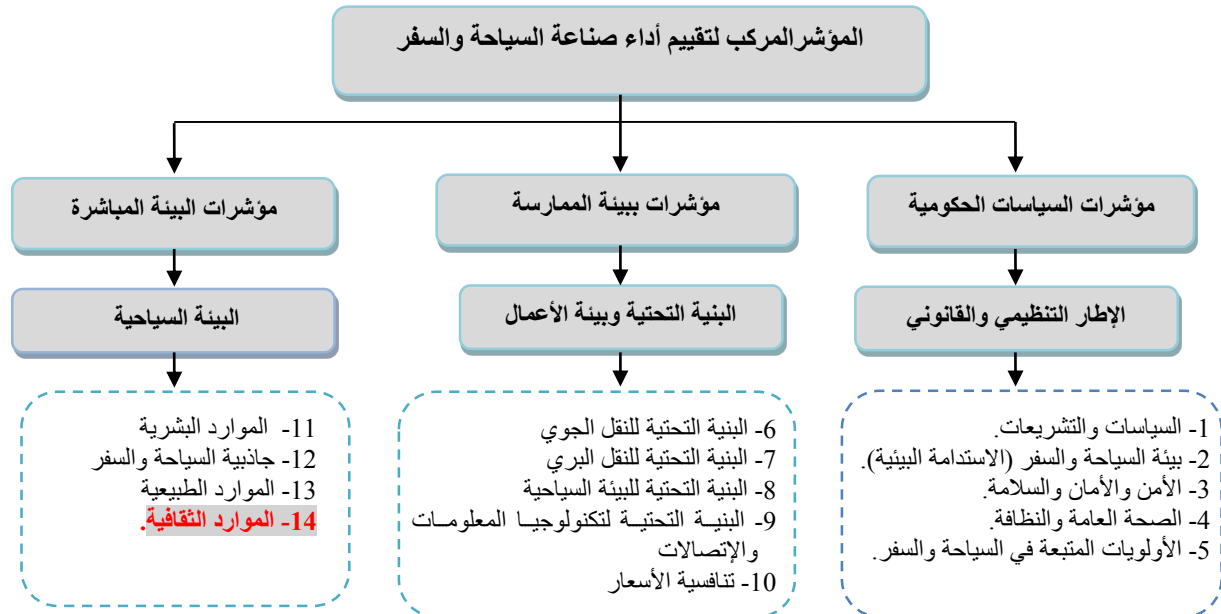 المؤشرالمركب لتقييم أداء صناعة السياحة والسفر
مؤشرات السياسات الحكومية
مؤشرات ببيئة الممارسة
مؤشرات البيئة المباشرة
الإطار التنظيمي والقانوني
البنية التحتية وبيئة الأعمال
البيئة السياحية
1- السياسات والتشريعات.
2- بيئة السياحة والسفر (الاستدامة البيئية).
3- الأمن والأمان والسلامة.
4- الصحة العامة والنظافة.
5- الأولويات المتبعة في السياحة والسفر.
6- البنية التحتية للنقل الجوي
7- البنية التحتية للنقل البري
8- البنية التحتية للبيئة السياحية
9- البنيــة التحتيــة لتكنولوجيــا المعلومــات
والإتصالات
10- تنافسية الأسعار
11- الموارد البشرية
12- جاذبية السياحة والسفر
13- الموارد الطبيعية
14- الموارد الثقافية.